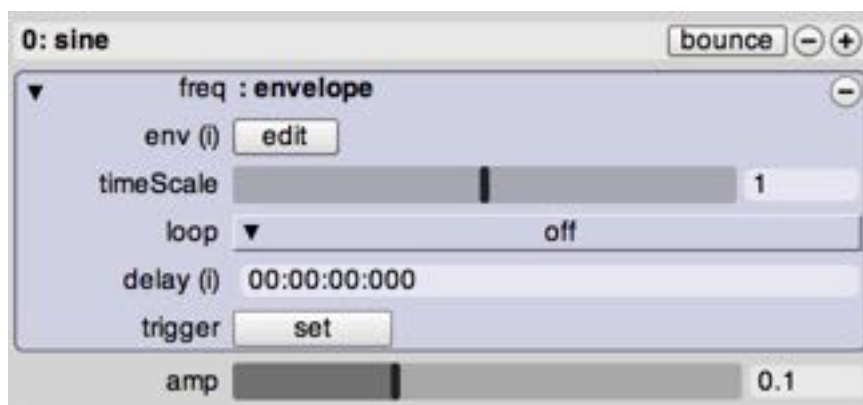 0: sine bounce - +
▼ freq : envelope -
env (i) edit
timeScale 1
loop ▼ off
delay (i) 00:00:00:000
trigger set
amp 0.1